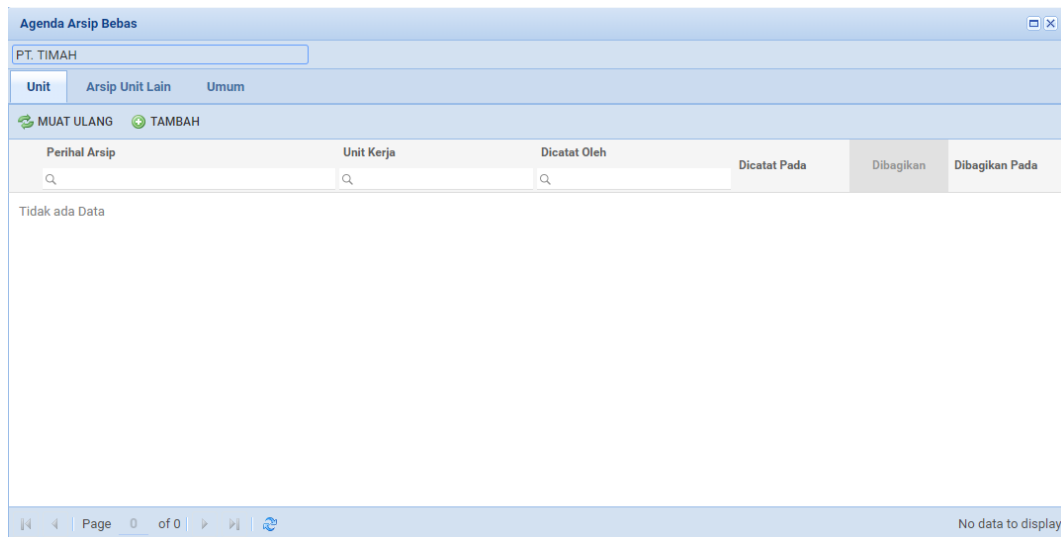 Agenda Arsip Bebas
PT. TIMAH
Unit Arsip Unit Lain Umum
MUAT ULANG TAMBAH
Perihal Arsip Unit Kerja Dicatat Oleh Dicatat Pada Dibagikan Dibagikan Pada
Tidak ada Data
Page 0 of 0 No data to display